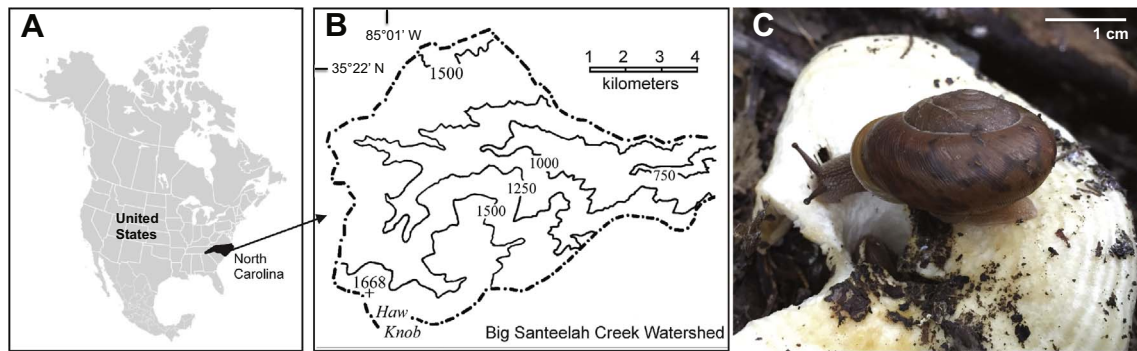 A
United
States
North
Carolina
B
85°01' W
35°22' N
1500
1 2 3 4
kilometers
1000
750
1250
1500
1668
Haw
Knob
Big Santeelah Creek Watershed
C
1 cm